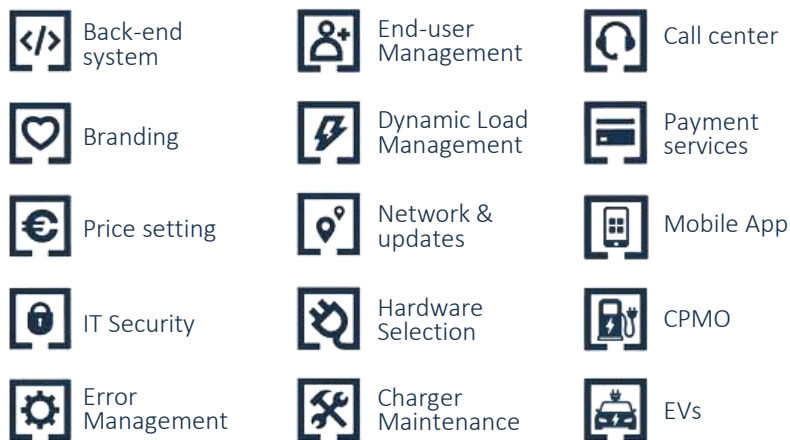 Back-end
system
End-user
Management
Call center
Branding
Dynamic Load
Management
Payment
services
Price setting
Network &
updates
Mobile App
IT Security
Hardware
Selection
CPMO
Error
Management
Charger
Maintenance
EVs